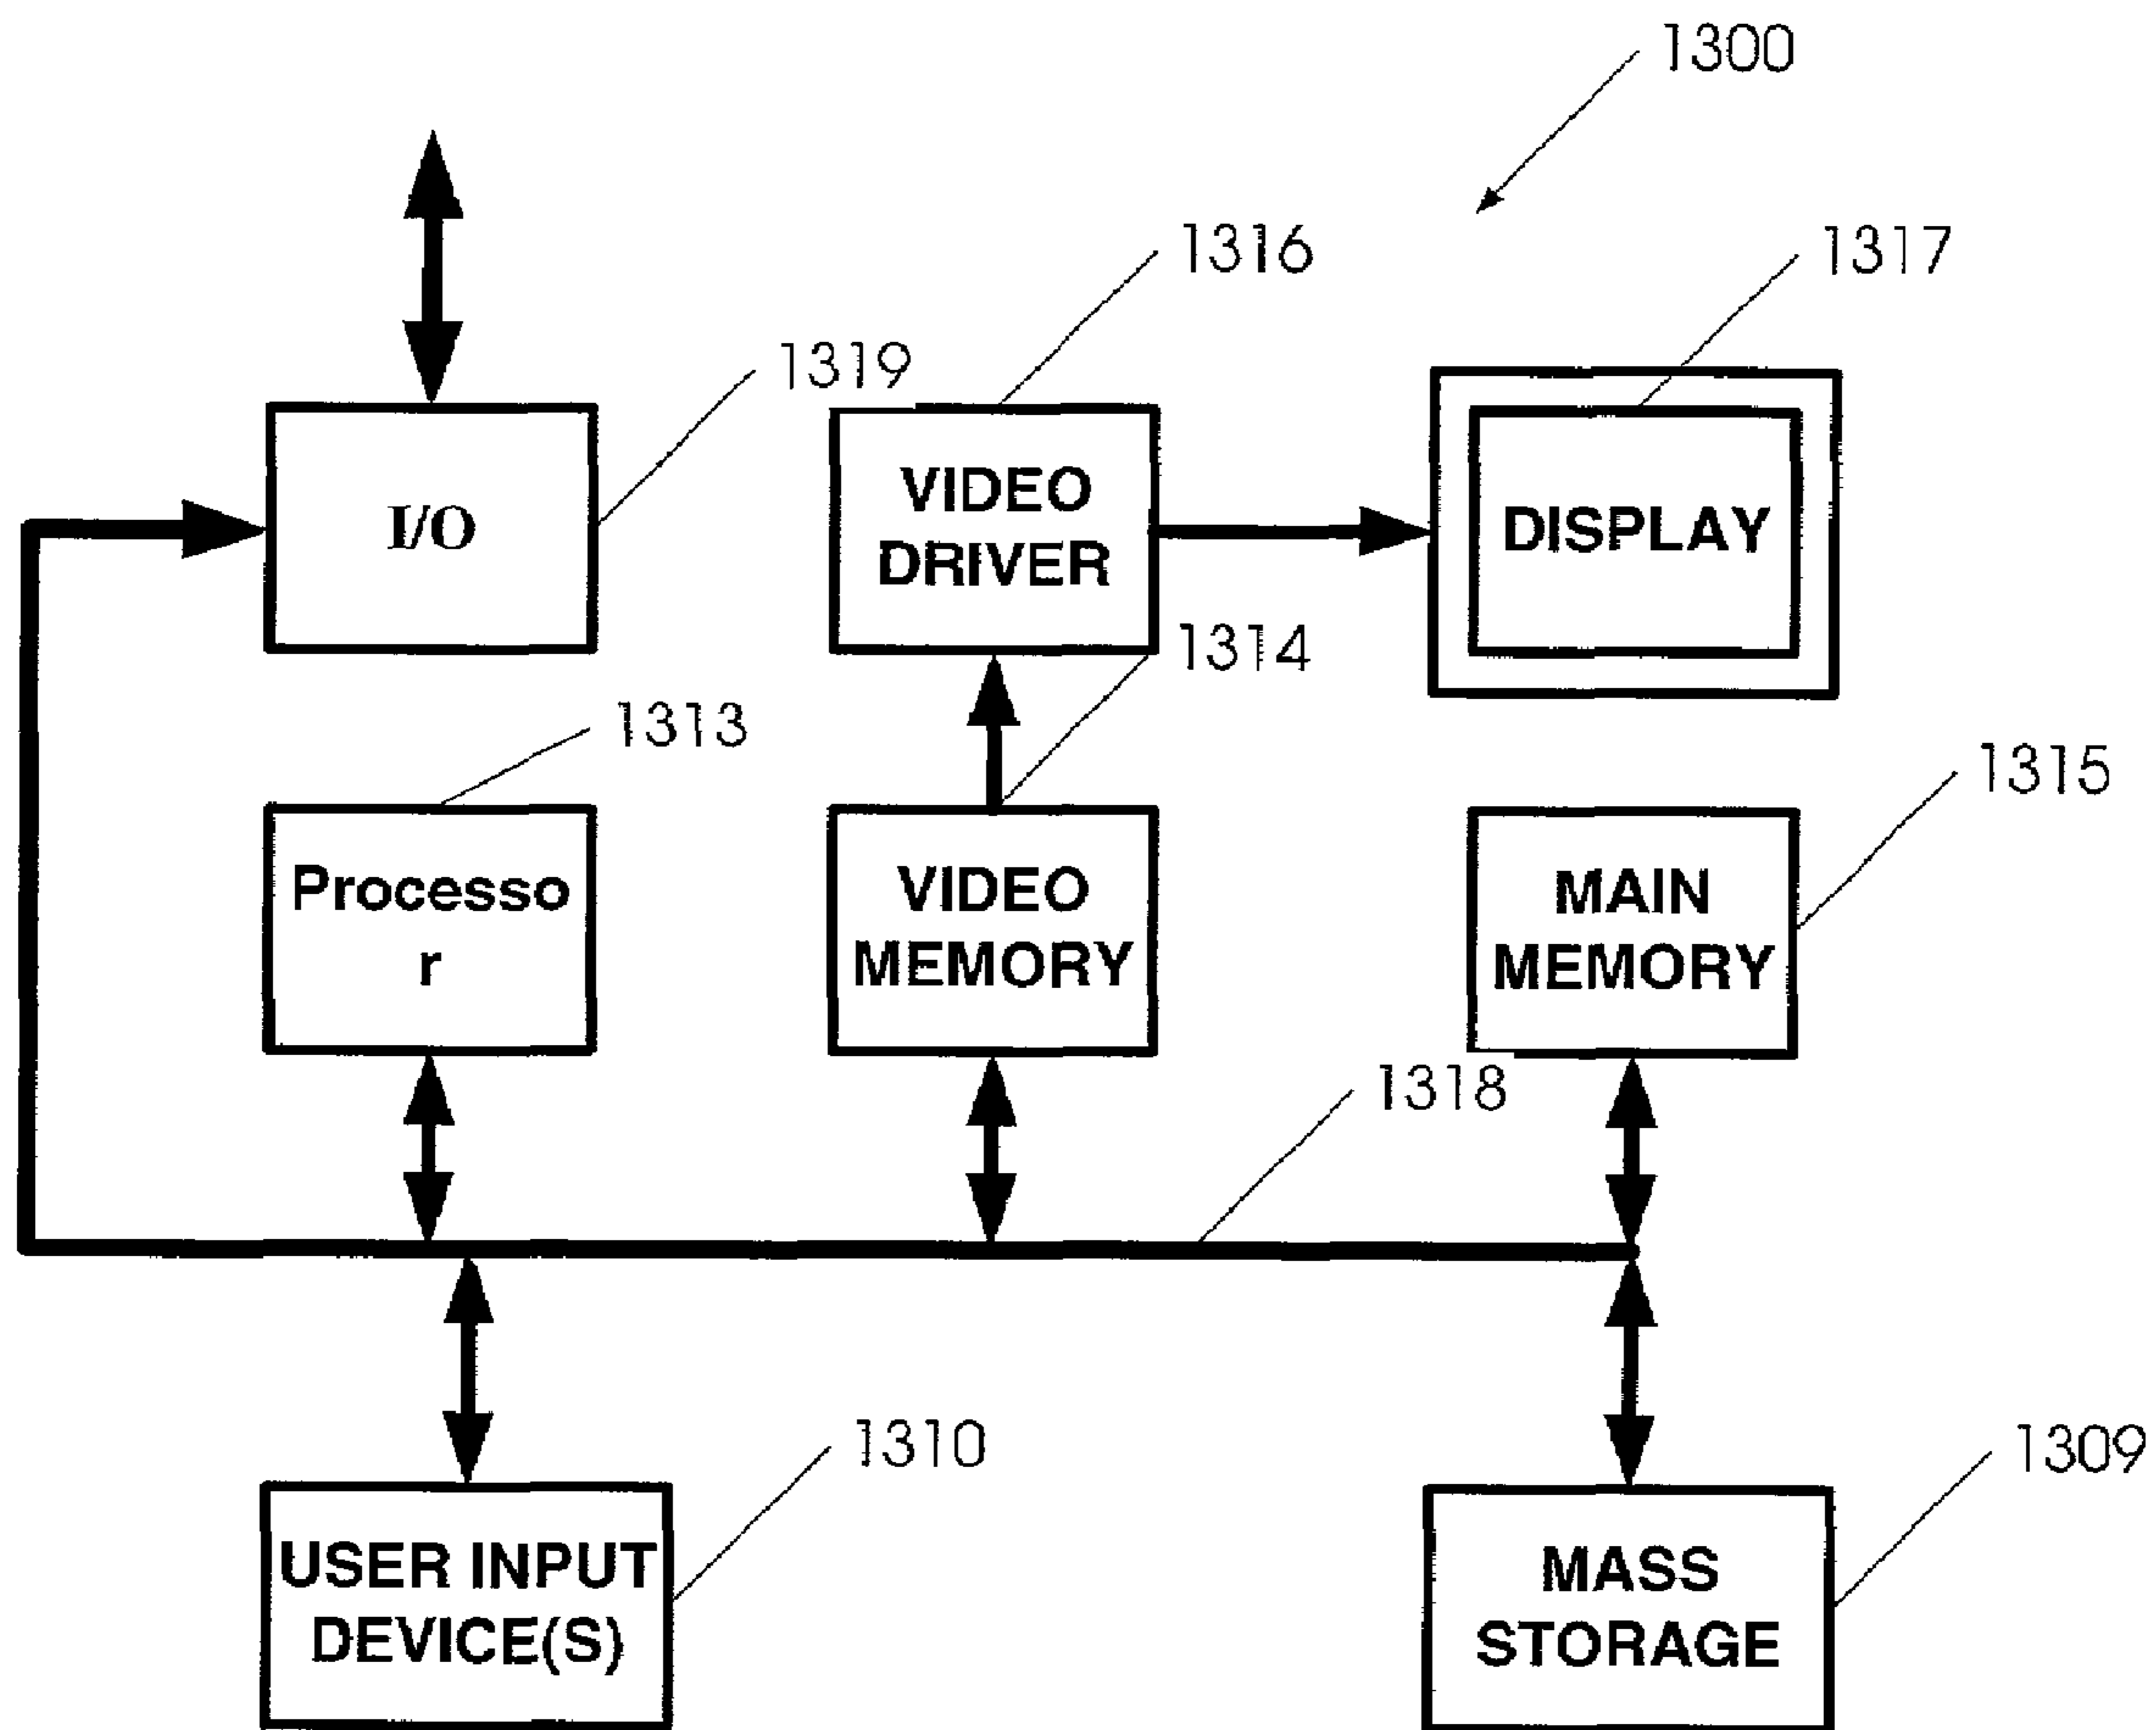 1300
1316
1317
1319
I/O
VIDEO
DRIVER
DISPLAY
1314
1313
1315
Processo
r
VIDEO
MEMORY
MAIN
MEMORY
1318
1310
1309
USER INPUT
DEVICE(S)
MASS
STORAGE